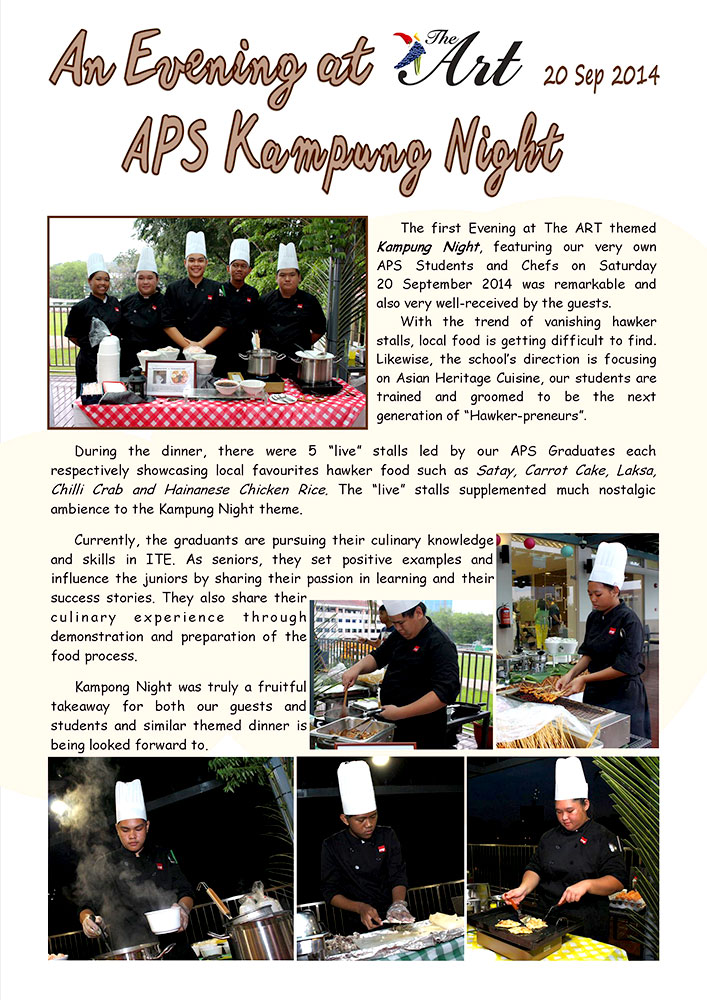 An Evening at The Art 20 Sep 2014
APS Kampung Night
The first Evening at The ART themed
Kampung Night, featuring our very own
APS Students and Chefs on Saturday
20 September 2014 was remarkable and
also very well-received by the guests.
With the trend of vanishing hawker
stalls, local food is getting difficult to find.
Likewise, the school's direction is focusing
on Asian Heritage Cuisine, our students are
trained and groomed to be the next
generation of “Hawker-preneurs”.
During the dinner, there were 5 “live” stalls led by our APS Graduates each
respectively showcasing local favourites hawker food such as Satay, Carrot Cake, Laksa,
Chilli Crab and Hainanese Chicken Rice. The “live” stalls supplemented much nostalgic
ambience to the Kampung Night theme.
Currently, the graduants are pursuing their culinary knowledge
and skills in ITE. As seniors, they set positive examples and
influence the juniors by sharing their passion in learning and their
success stories. They also share their
culinary experience through
demonstration and preparation of the
food process.
Kampong Night was truly a fruitful
takeaway for both our guests and
students and similar themed dinner is
being looked forward to.